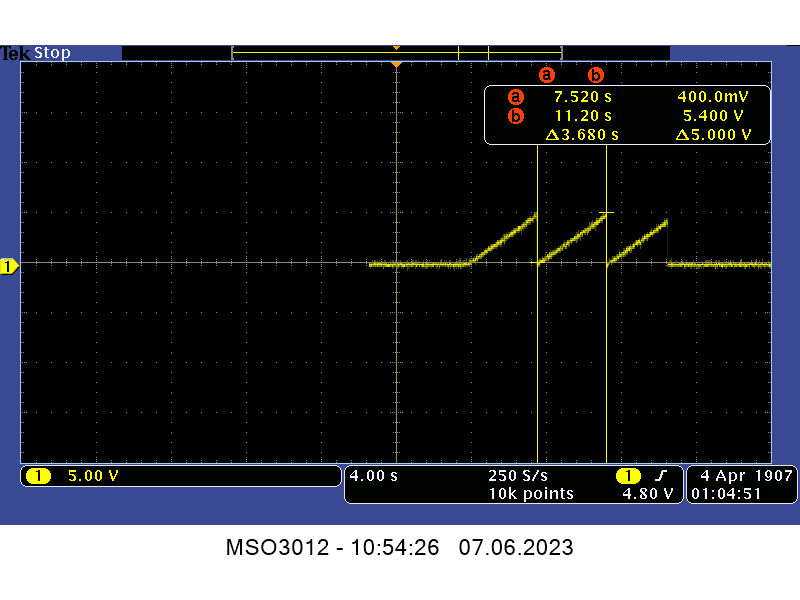 Tek Stop
a b
a 7.520 s 400.0mV
b 11.20 s 5.400 V
Δ3.680 s Δ5.000 V
1
1 5.00 V
4.00 s 250 S/s 1
10k points 4.80 V
4 Apr 1907
01:04:51
MSO3012 - 10:54:26 07.06.2023